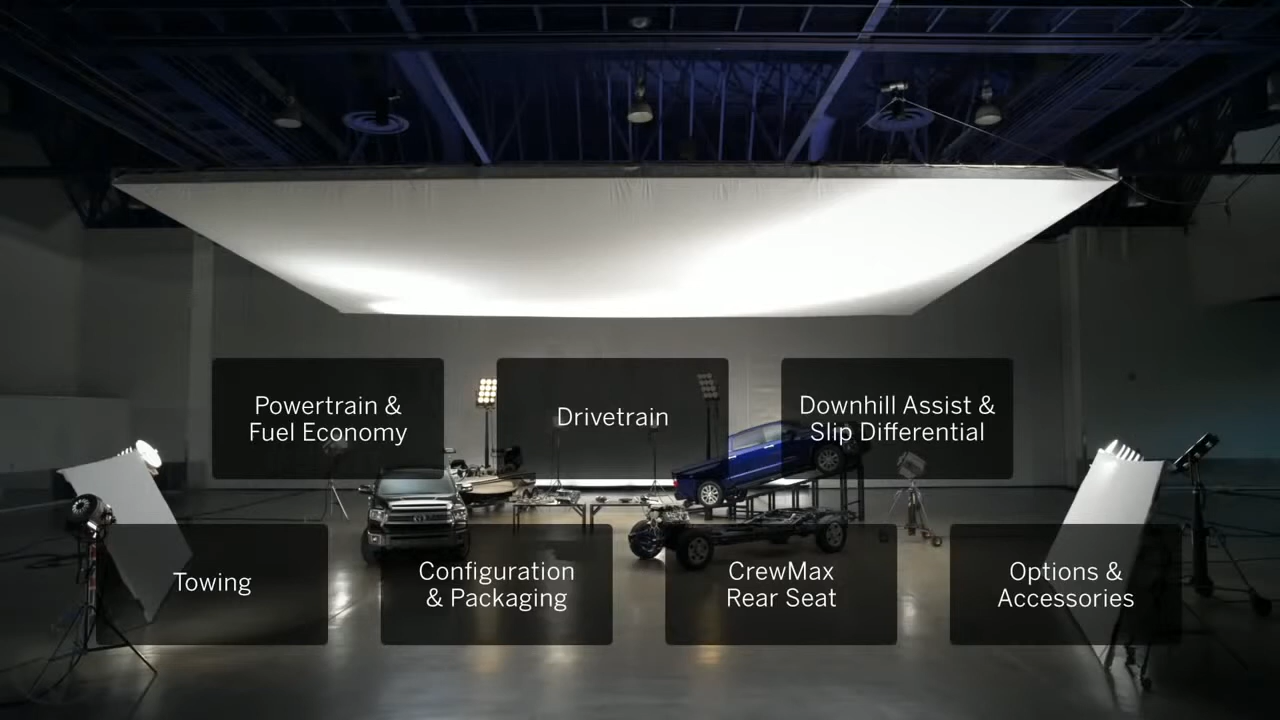 Powertrain &
Fuel Economy
Drivetrain
Downhill Assist &
Slip Differential
Towing
Configuration
& Packaging
CrewMax
Rear Seat
Options &
Accessories